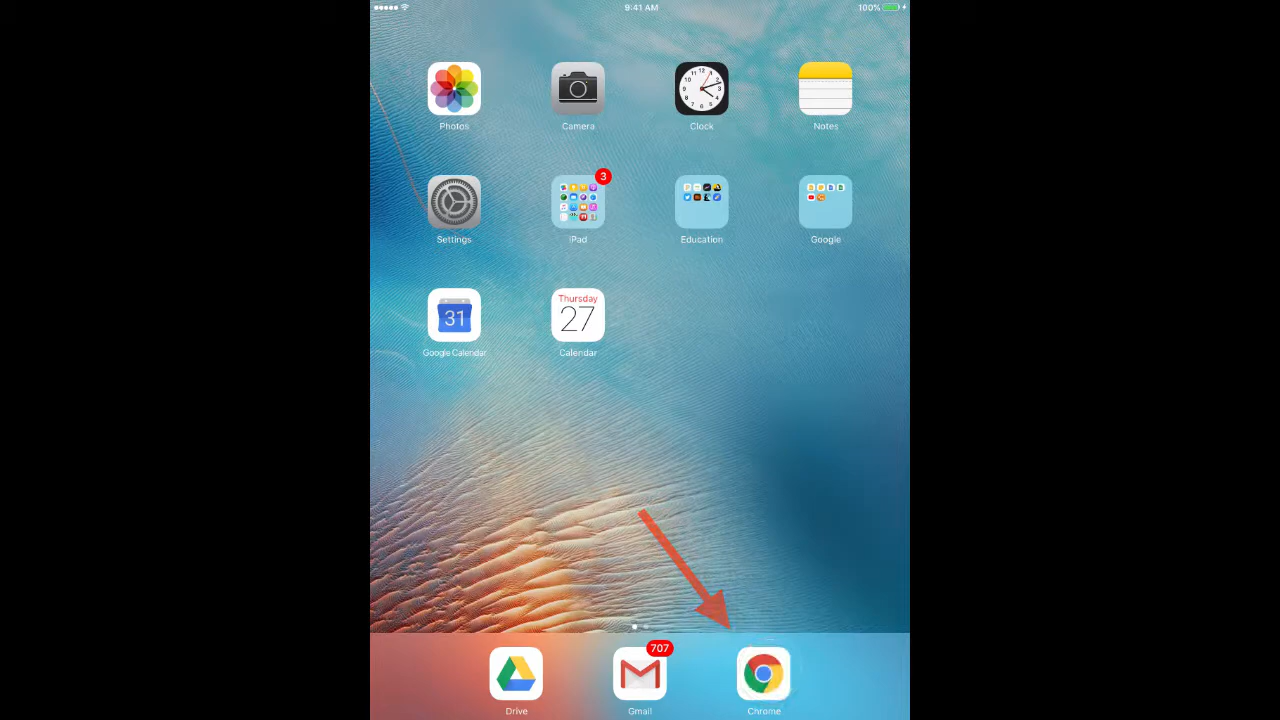 9:41 AM
100%
Photos
Camera
Clock
Notes
3
Settings
iPad
Education
Google
31
Thursday
27
Google Calendar
Calendar
707
Drive
Gmail
Chrome